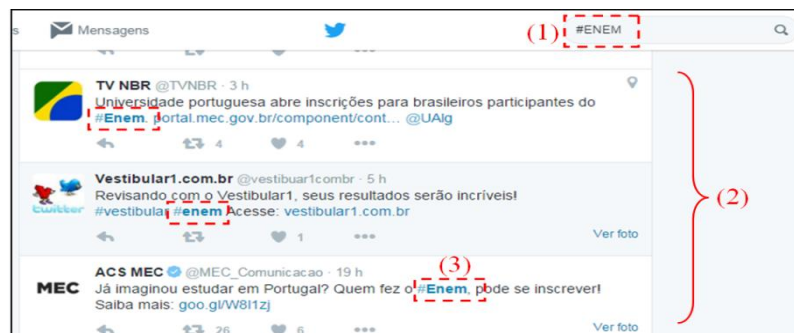 s Mensagens (1) #ENEM
TV NBR @TVNBR · 3 h
Universidade portuguesa abre inscrições para brasileiros participantes do
#Enem. portal.mec.gov.br/component/cont... @UAlg
4 4
Vestibular1.com.br @vestibuar1combr · 5 h
Revisando com o Vestibular1, seus resultados serão incríveis!
#vestibular #enem Acesse: vestibular1.com.br
1 Ver foto
(2)
twitter
(3)
ACS MEC @MEC_Comunicacao · 19 h
MEC
Já imaginou estudar em Portugal? Quem fez o #Enem, pode se inscrever!
Saiba mais: goo.gl/W8I1zj
26 6 Ver foto